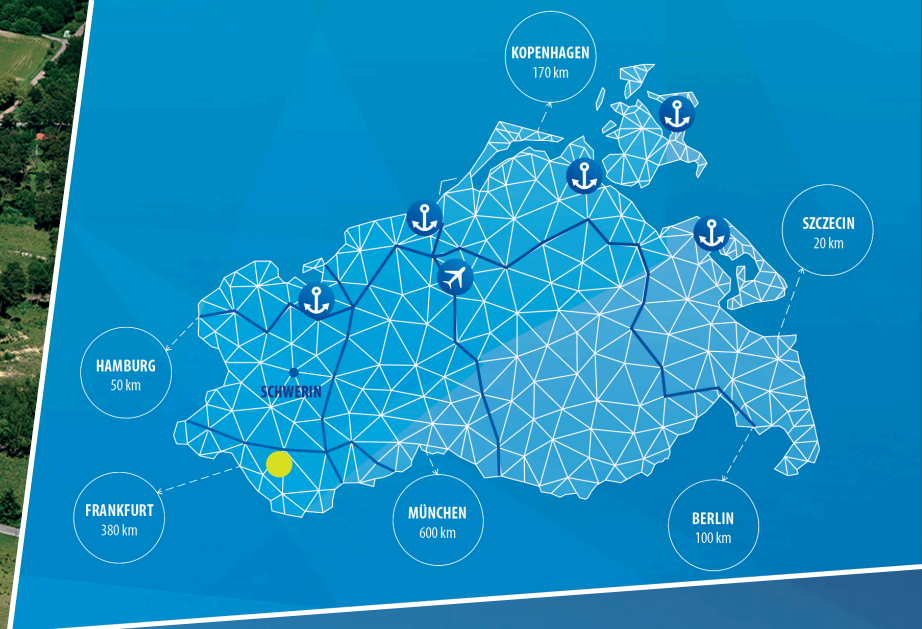 KOPENHAGEN
170 km
SZCZECIN
20 km
HAMBURG
50 km
SCHWERIN
FRANKFURT
380 km
MÜNCHEN
600 km
BERLIN
100 km